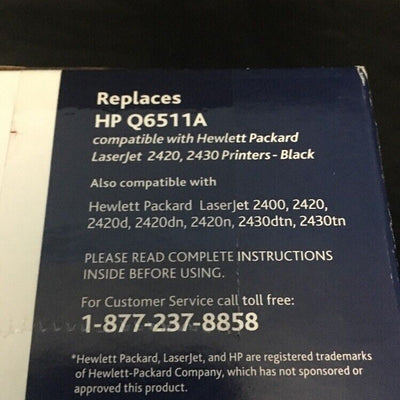 Replaces
HP Q6511A
compatible with Hewlett Packard
LaserJet 2420, 2430 Printers - Black
Also compatible with
Hewlett Packard LaserJet 2400, 2420,
2420d, 2420dn, 2420n, 2430dtn, 2430tn
PLEASE READ COMPLETE INSTRUCTIONS
INSIDE BEFORE USING.
For Customer Service call toll free:
1-877-237-8858
*Hewlett Packard, LaserJet, and HP are registered trademarks
of Hewlett-Packard Company, which has not sponsored or
approved this product.